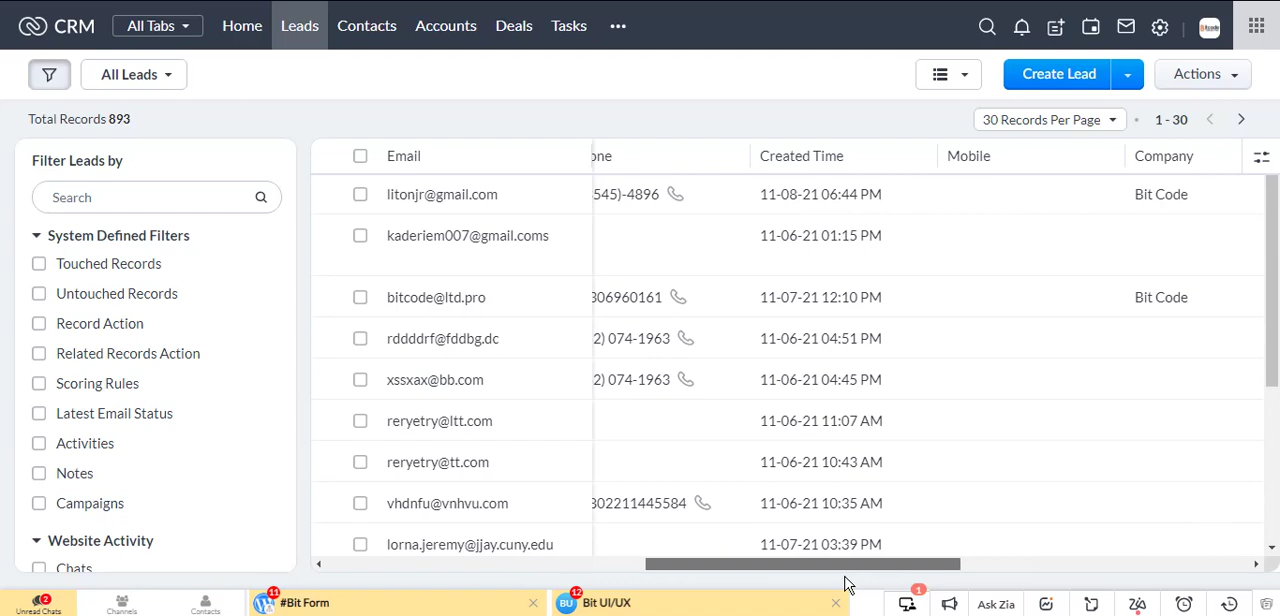 CRM All Tabs Home Leads Contacts Accounts Deals Tasks •••
All Leads Create Lead Actions
Total Records 893 30 Records Per Page • 1 - 30
Filter Leads by
Search
System Defined Filters
Touched Records
Untouched Records
Record Action
Related Records Action
Scoring Rules
Latest Email Status
Activities
Notes
Campaigns
Website Activity
Chats
Email one Created Time Mobile Company
litonjr@gmail.com 545)-4896 11-08-21 06:44 PM Bit Code
kaderiem007@gmail.coms 11-06-21 01:15 PM
bitcode@ltd.pro 306960161 11-07-21 12:10 PM Bit Code
rddddrf@fddbg.dc 2) 074-1963 11-06-21 04:51 PM
xssxax@bb.com 2) 074-1963 11-06-21 04:45 PM
reryetry@ltt.com 11-06-21 11:07 AM
reryetry@tt.com 11-06-21 10:43 AM
vhdnfu@vnhvu.com 302211445584 11-06-21 10:35 AM
lorna.jeremy@jjay.cuny.edu 11-07-21 03:39 PM
2 Unread Chats Channels Contacts 11 #Bit Form 12 BU Bit UI/UX 1 Ask Zia